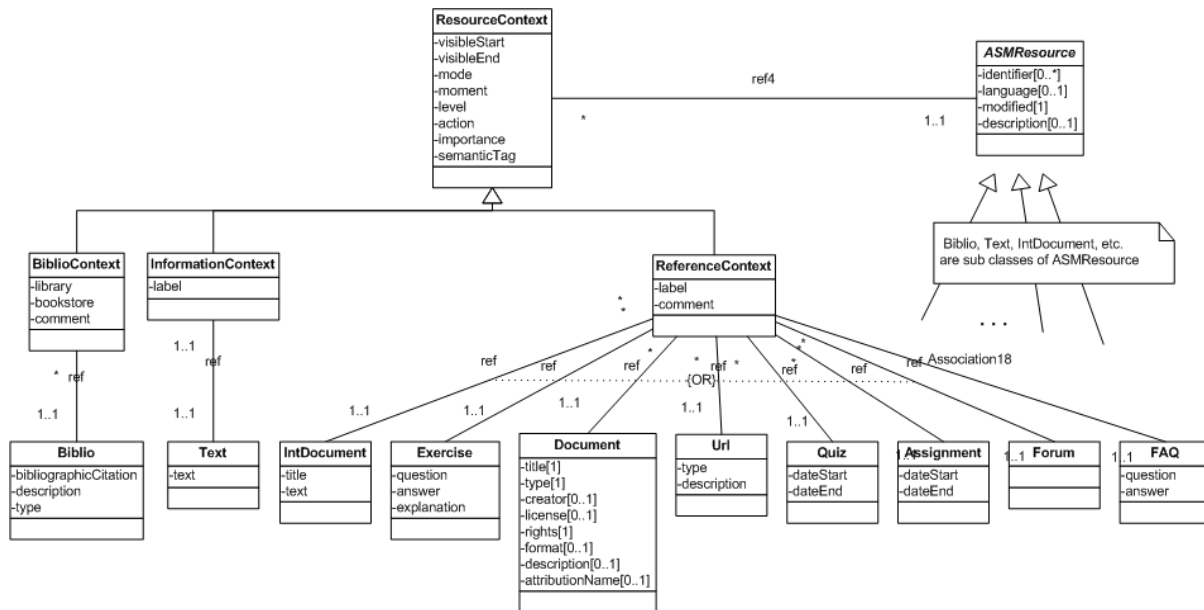 ResourceContext
-visibleStart
-visibleEnd
-mode
-moment
-level
-action
-importance
-semanticTag
ref4
*
1..1
ASMResource
-identifier[0..*]
-language[0..1]
-modified[1]
-description[0..1]
Biblio, Text, IntDocument, etc.
are sub classes of ASMResource
. . .
BiblioContext
-library
-bookstore
-comment
InformationContext
-label
ReferenceContext
-label
-comment
* ref
1..1
1..1
ref
1..1
*
*
*
*
*
*
*
*
ref
ref
ref
ref
ref
ref
ref
Association18
{OR}
1..1
1..1
1..1
1..1
1..1
1..1
1..1
1..1
Biblio
-bibliographicCitation
-description
-type
Text
-text
IntDocument
-title
-text
Exercise
-question
-answer
-explanation
Document
-title[1]
-type[1]
-creator[0..1]
-license[0..1]
-rights[1]
-format[0..1]
-description[0..1]
-attributionName[0..1]
Url
-type
-description
Quiz
-dateStart
-dateEnd
Assignment
-dateStart
-dateEnd
Forum
FAQ
-question
-answer